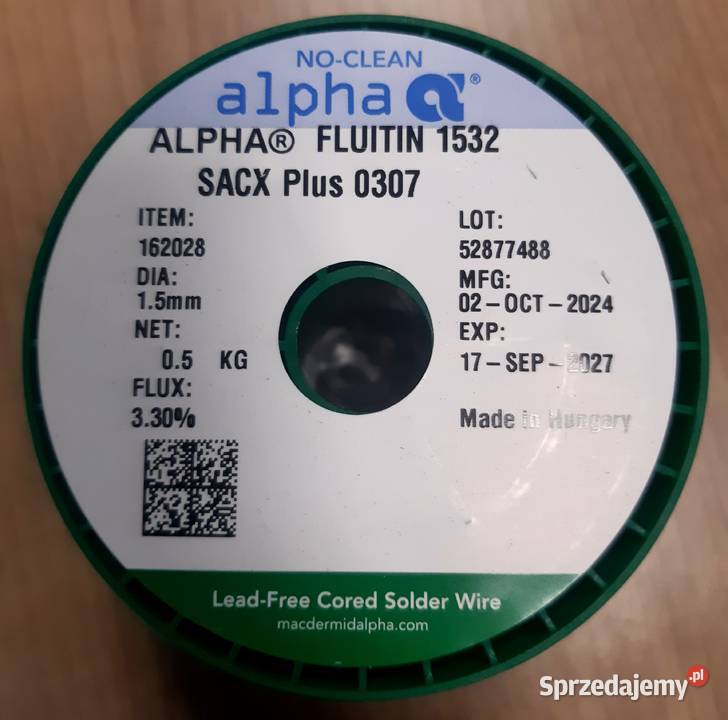 NO-CLEAN
alpha
ALPHA® FLUITIN 1532
SACX Plus 0307
ITEM:
162028
DIA:
1.5mm
NET:
0.5 KG
FLUX:
3.30%
LOT:
52877488
MFG:
02-OCT-2024
EXP:
17-SEP-2027
Made in Hungary
Lead-Free Cored Solder Wire
macdermidalpha.com
Sprzedajemy.pl